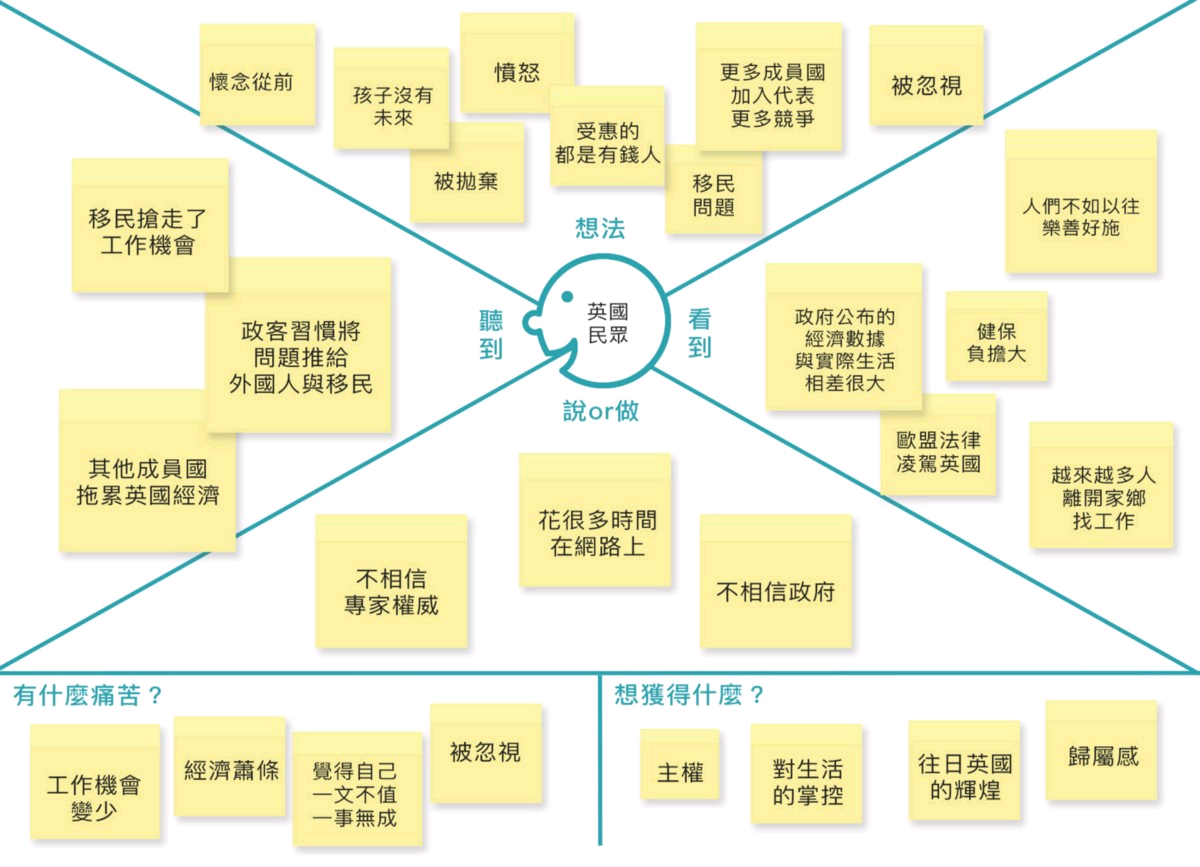 懷念從前
孩子沒有
未來
憤怒
被拋棄
受惠的
都是有錢人
更多成員國
加入代表
更多競爭
移民
問題
被忽視
想法
移民搶走了
工作機會
政客習慣將
問題推給
外國人與移民
其他成員國
拖累英國經濟
聽
到
英國
民眾
看
到
人們不如以往
樂善好施
政府公布的
經濟數據
與實際生活
相差很大
健保
負擔大
歐盟法律
凌駕英國
越來越多人
離開家鄉
找工作
說or做
不相信
專家權威
花很多時間
在網路上
不相信政府
有什麼痛苦？
工作機會
變少
經濟蕭條
覺得自己
一文不值
一事無成
被忽視
想獲得什麼？
主權
對生活
的掌控
往日英國
的輝煌
歸屬感